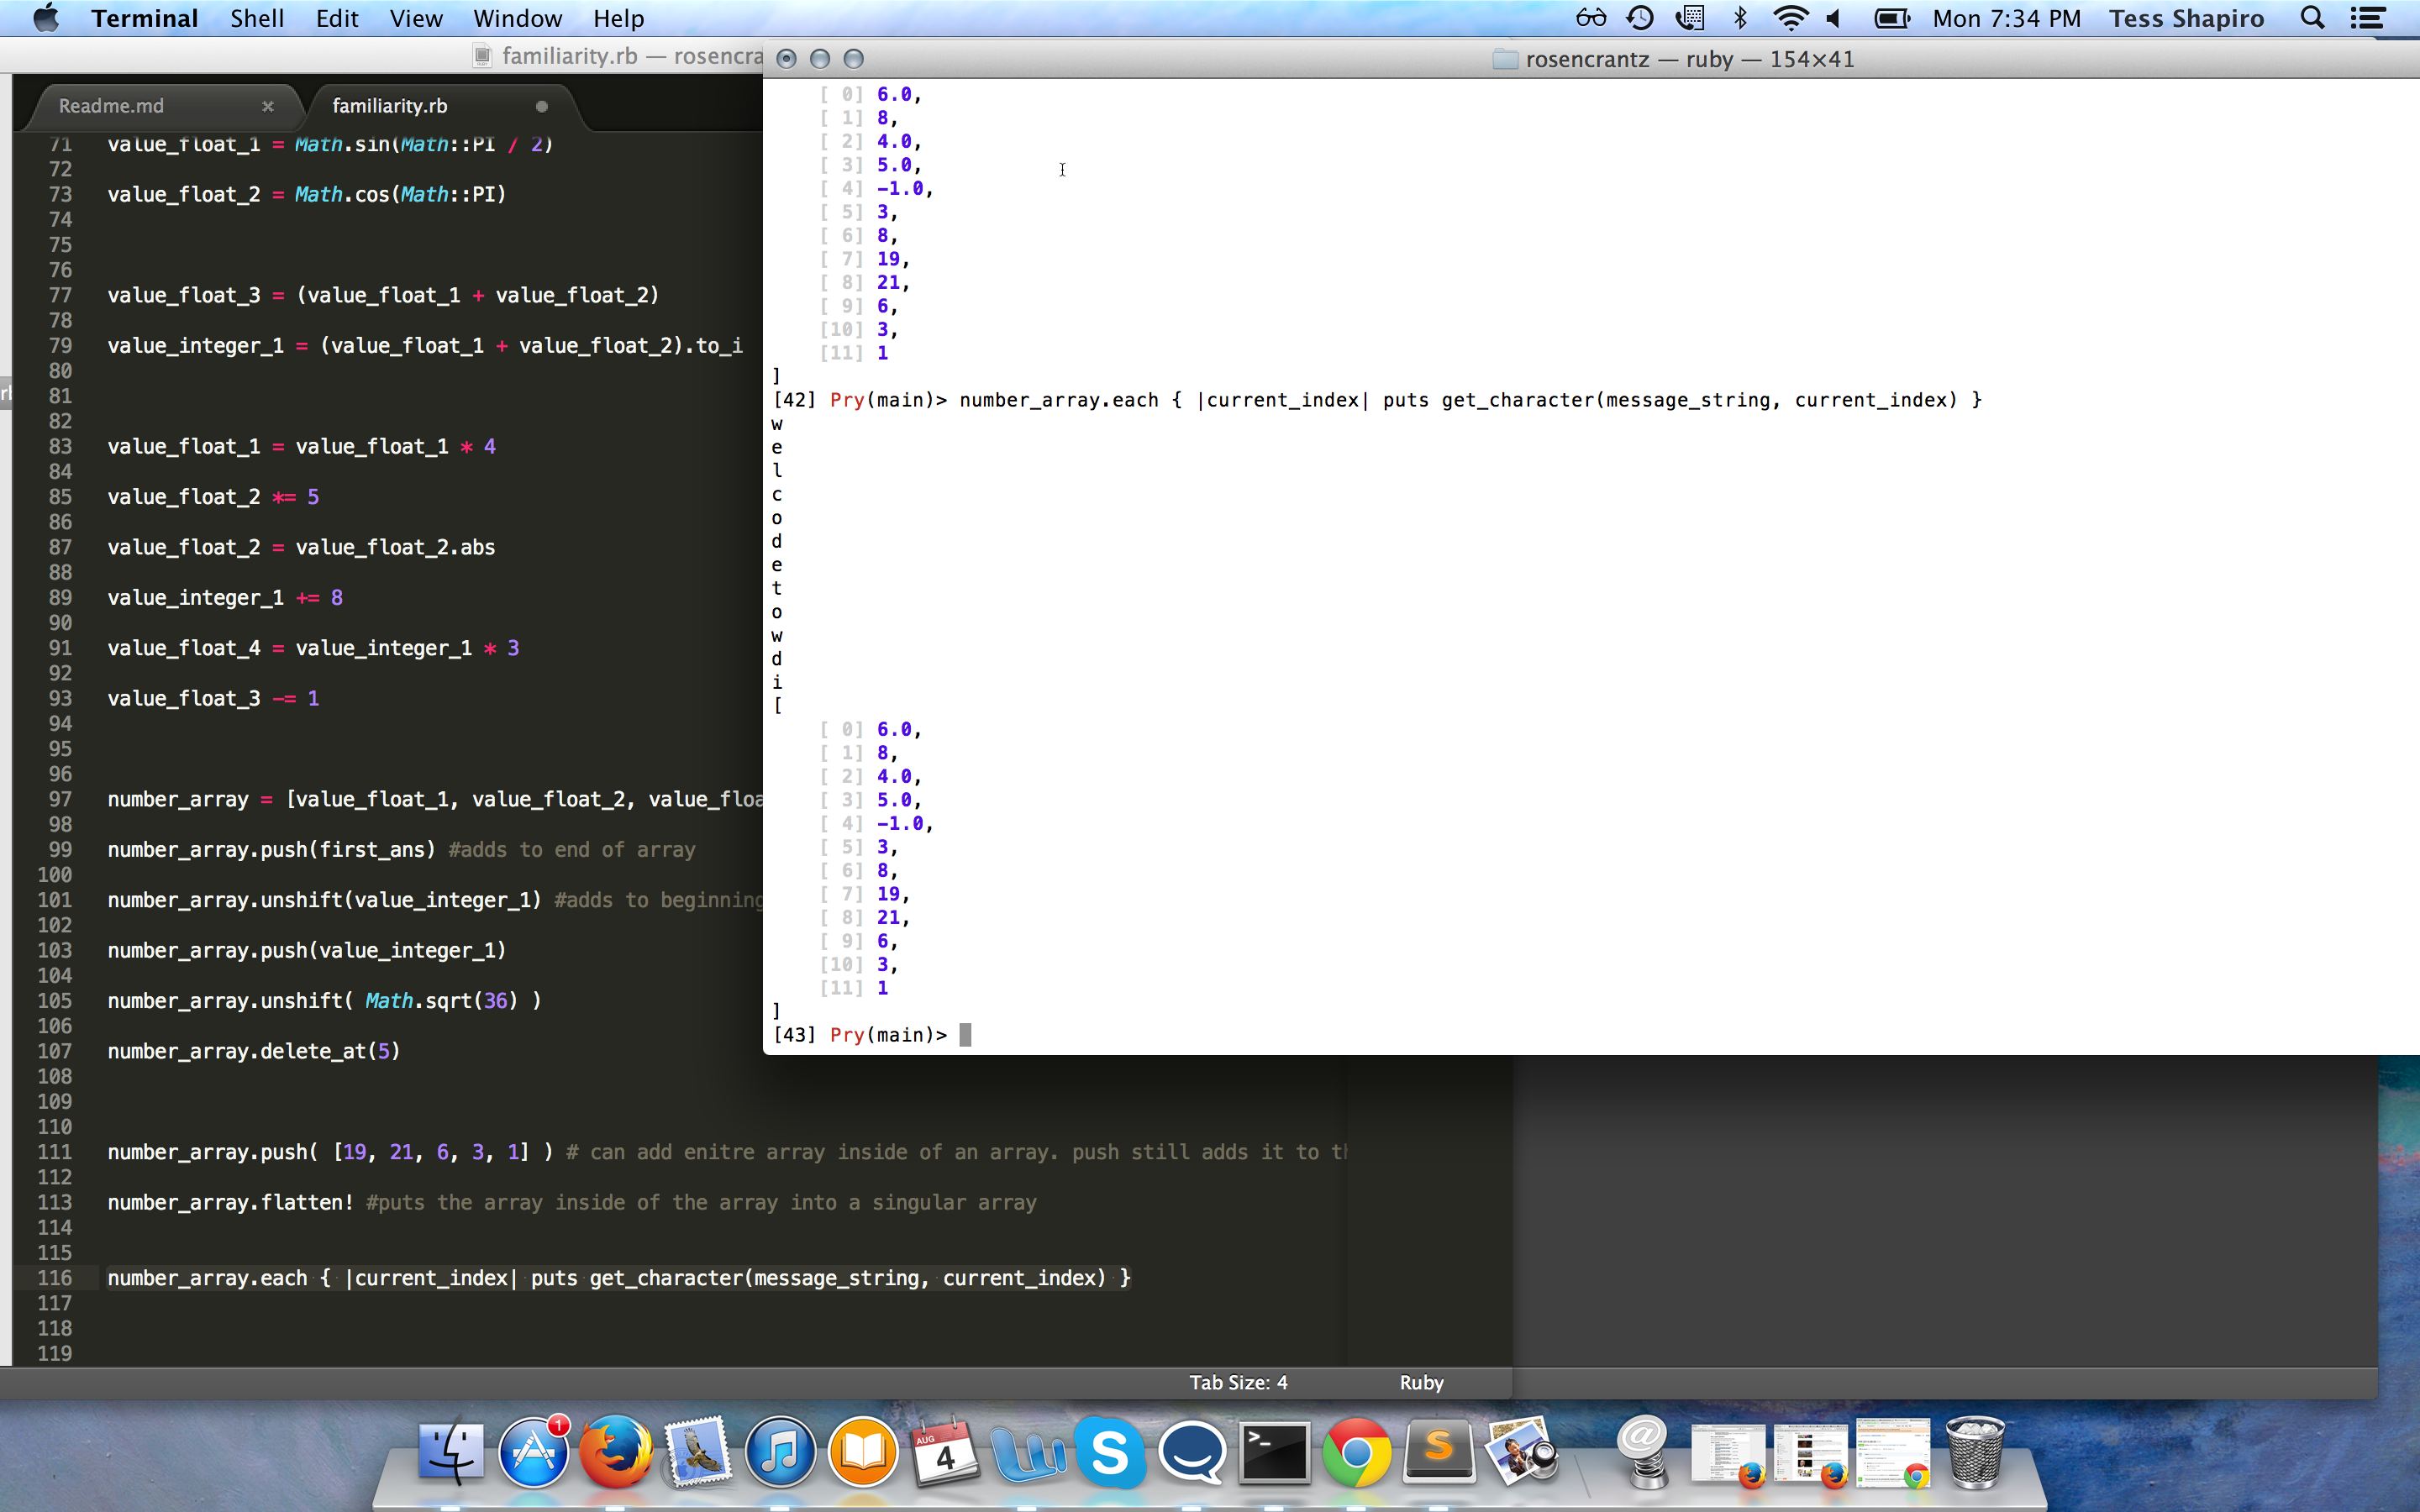 Terminal Shell Edit View Window Help Mon 7:34 PM Tess Shapiro
familiarity.rb — rosencra
Readme.md × familiarity.rb
71 value_float_1 = Math.sin(Math::PI / 2)
72
73 value_float_2 = Math.cos(Math::PI)
74
75
76
77 value_float_3 = (value_float_1 + value_float_2)
78
79 value_integer_1 = (value_float_1 + value_float_2).to_i
80
81
82
83 value_float_1 = value_float_1 * 4
84
85 value_float_2 *= 5
86
87 value_float_2 = value_float_2.abs
88
89 value_integer_1 += 8
90
91 value_float_4 = value_integer_1 * 3
92
93 value_float_3 -= 1
94
95
96
97 number_array = [value_float_1, value_float_2, value_floa
98
99 number_array.push(first_ans) #adds to end of array
100
101 number_array.unshift(value_integer_1) #adds to beginning
102
103 number_array.push(value_integer_1)
104
105 number_array.unshift( Math.sqrt(36) )
106
107 number_array.delete_at(5)
108
109
110
111 number_array.push( [19, 21, 6, 3, 1] ) # can add enitre array inside of an array. push still adds it to th
112
113 number_array.flatten! #puts the array inside of the array into a singular array
114
115
116 number_array.each { |current_index| puts get_character(message_string, current_index) }
117
118
119
Tab Size: 4 Ruby
rosencrantz — ruby — 154×41
[ 0] 6.0,
[ 1] 8,
[ 2] 4.0,
[ 3] 5.0,
[ 4] -1.0,
[ 5] 3,
[ 6] 8,
[ 7] 19,
[ 8] 21,
[ 9] 6,
[10] 3,
[11] 1
]
[42] Pry(main)> number_array.each { |current_index| puts get_character(message_string, current_index) }
w
e
l
c
o
d
e
t
o
w
d
i
[
[ 0] 6.0,
[ 1] 8,
[ 2] 4.0,
[ 3] 5.0,
[ 4] -1.0,
[ 5] 3,
[ 6] 8,
[ 7] 19,
[ 8] 21,
[ 9] 6,
[10] 3,
[11] 1
]
[43] Pry(main)>
1
AUG
4